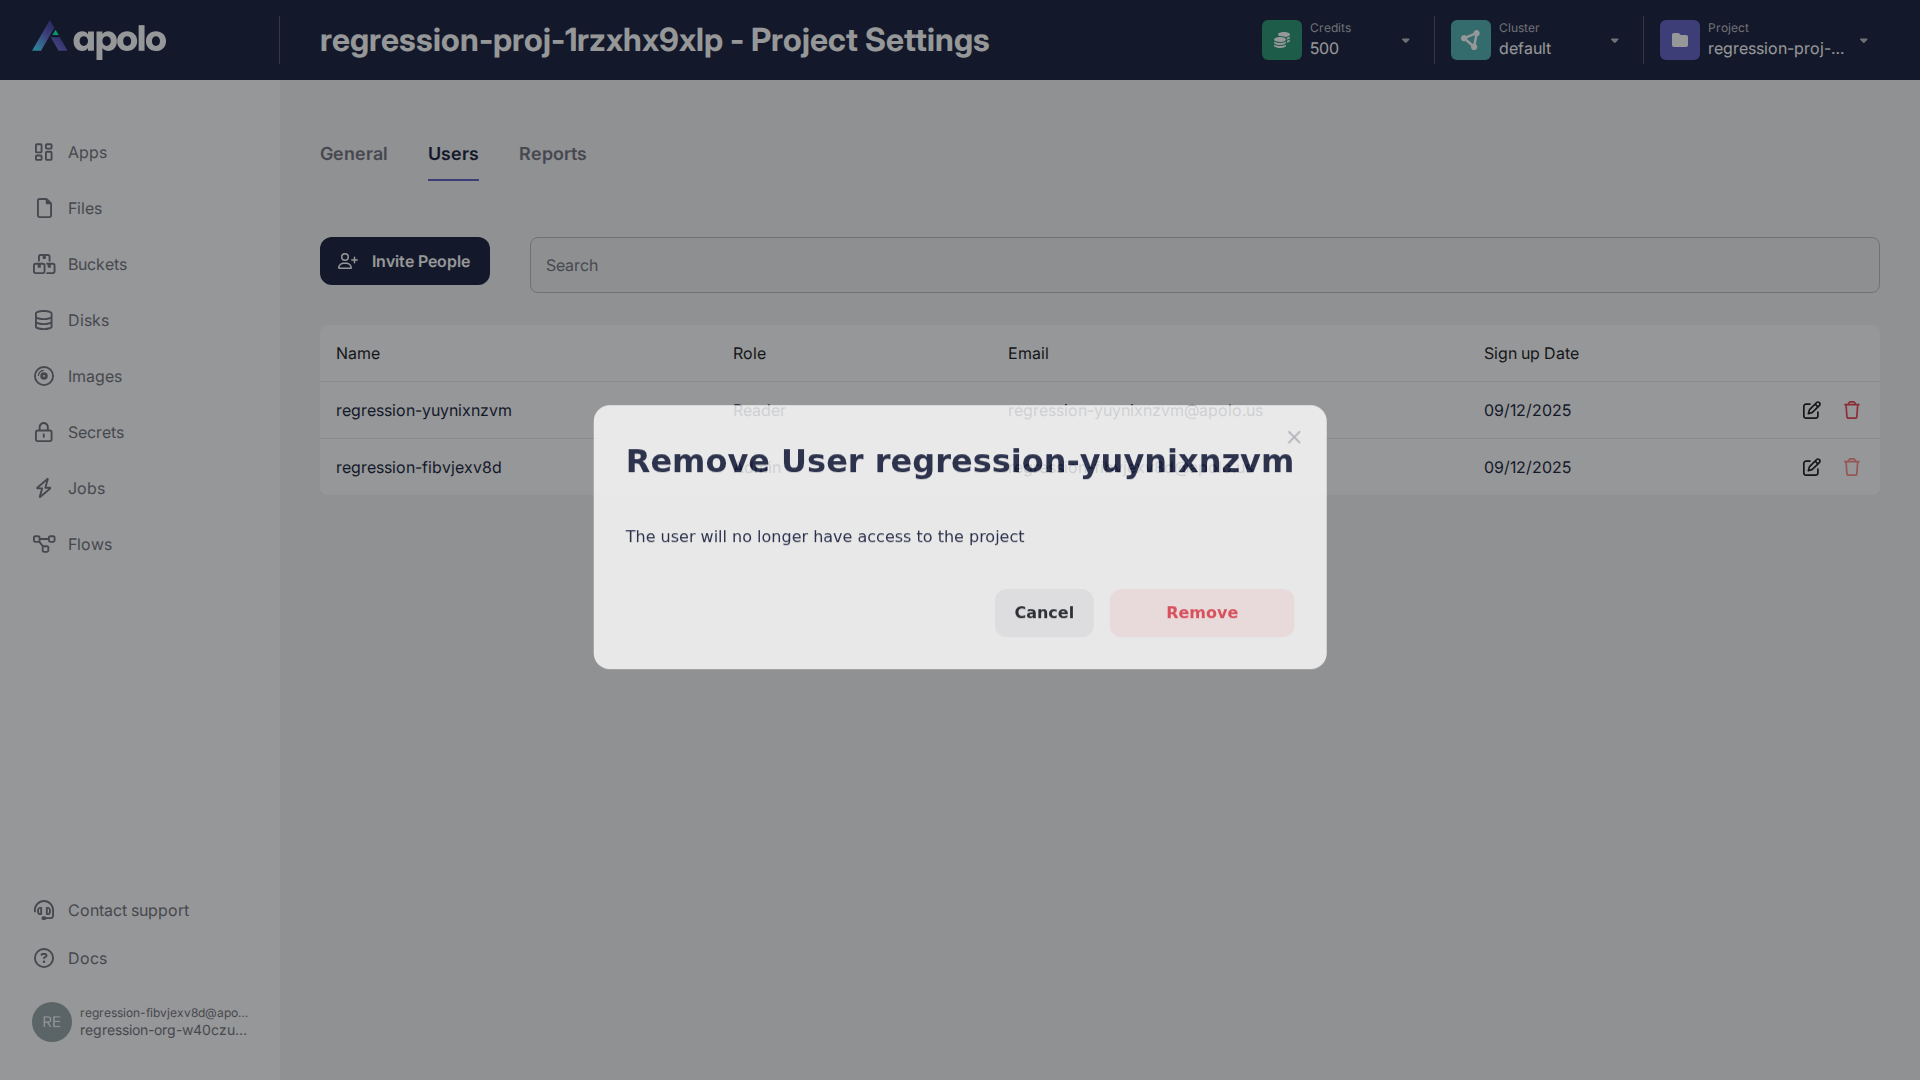 apolo
regression-proj-1rzxhx9xlp - Project Settings
Credits
500
Cluster
default
Project
regression-proj-...
Apps
Files
Buckets
Disks
Images
Secrets
Jobs
Flows
General
Users
Reports
Invite People
Search
Name
Role
Email
Sign up Date
regression-yuynixnzvm
Reader
regression-yuynixnzvm@apolo.us
09/12/2025
regression-fibvjexv8d
09/12/2025
Remove User regression-yuynixnzvm
The user will no longer have access to the project
Cancel
Remove
Contact support
Docs
RE
regression-fibvjexv8d@apo...
regression-org-w40czu...